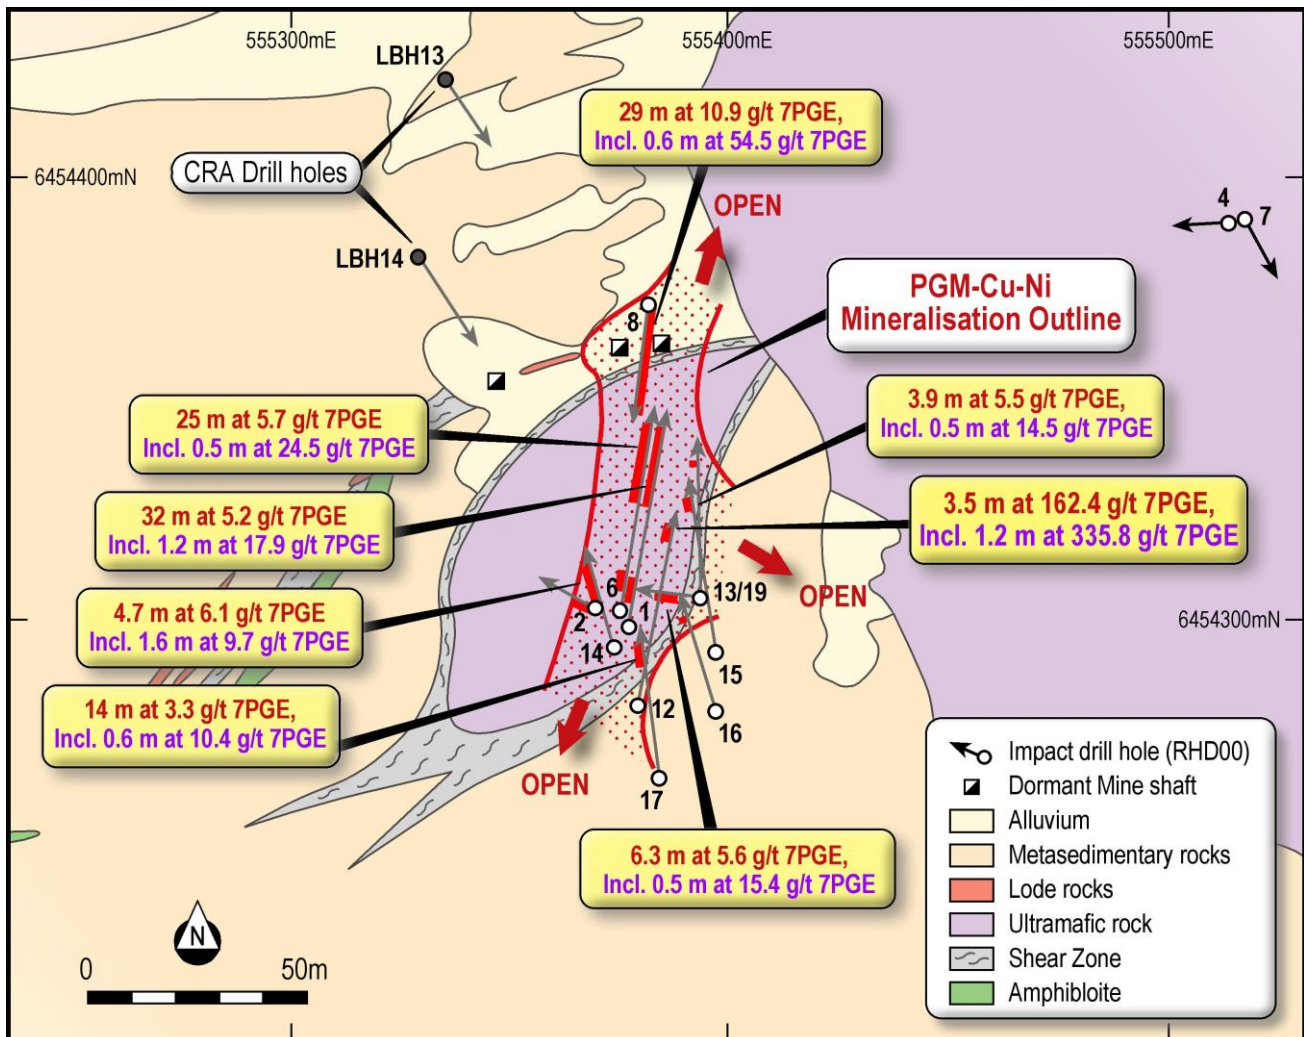 555300mE
555400mE
555500mE
LBH13
29 m at 10.9 g/t 7PGE,
Incl. 0.6 m at 54.5 g/t 7PGE
CRA Drill holes
6454400mN
OPEN
4
7
LBH14
PGM-Cu-Ni
Mineralisation Outline
8
25 m at 5.7 g/t 7PGE
Incl. 0.5 m at 24.5 g/t 7PGE
3.9 m at 5.5 g/t 7PGE,
Incl. 0.5 m at 14.5 g/t 7PGE
32 m at 5.2 g/t 7PGE
Incl. 1.2 m at 17.9 g/t 7PGE
3.5 m at 162.4 g/t 7PGE,
Incl. 1.2 m at 335.8 g/t 7PGE
OPEN
4.7 m at 6.1 g/t 7PGE
Incl. 1.6 m at 9.7 g/t 7PGE
6
13/19
2
1
6454300mN
14
15
14 m at 3.3 g/t 7PGE,
Incl. 0.6 m at 10.4 g/t 7PGE
12
16
OPEN
17
6.3 m at 5.6 g/t 7PGE,
Incl. 0.5 m at 15.4 g/t 7PGE
N
0
50m
Impact drill hole (RHD00)
Dormant Mine shaft
Alluvium
Metasedimentary rocks
Lode rocks
Ultramafic rock
Shear Zone
Amphibloite